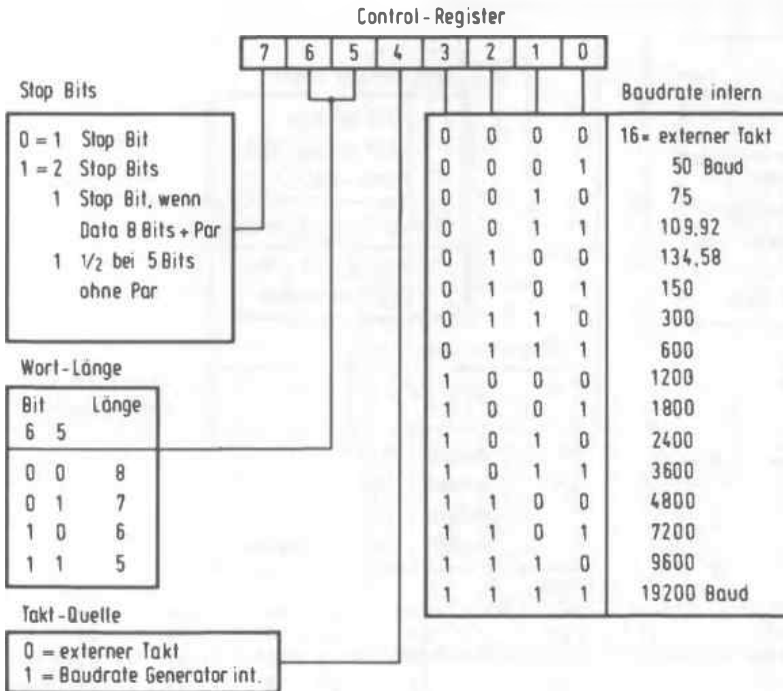 Control-Register
7 6 5 4 3 2 1 0
Stop Bits
0 = 1 Stop Bit
1 = 2 Stop Bits
1 Stop Bit, wenn
Data 8 Bits + Par
1 1/2 bei 5 Bits
ohne Par
Wort-Länge
Bit Länge
6 5
0 0 8
0 1 7
1 0 6
1 1 5
Takt-Quelle
0 = externer Takt
1 = Baudrate Generator int.
Baudrate intern
0 0 0 0 16× externer Takt
0 0 0 1 50 Baud
0 0 1 0 75
0 0 1 1 109,92
0 1 0 0 134,58
0 1 0 1 150
0 1 1 0 300
0 1 1 1 600
1 0 0 0 1200
1 0 0 1 1800
1 0 1 0 2400
1 0 1 1 3600
1 1 0 0 4800
1 1 0 1 7200
1 1 1 0 9600
1 1 1 1 19200 Baud